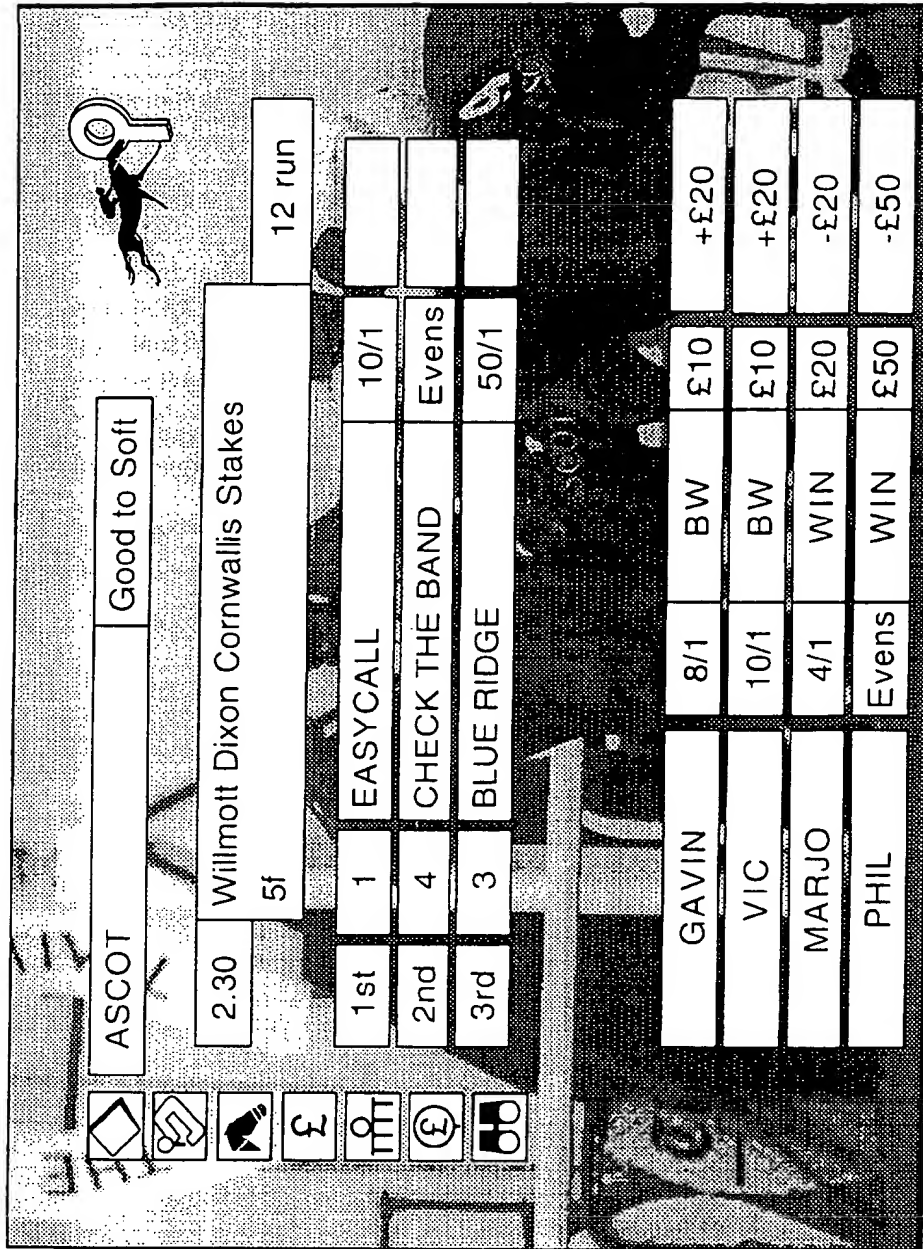 ASCOT Good to Soft
2.30 Willmott Dixon Cornwallis Stakes
5f 12 run
1st 1 EASYCALL 10/1
2nd 4 CHECK THE BAND Evens
3rd 3 BLUE RIDGE 50/1
£
£
GAVIN 8/1 BW £10 +£20
VIC 10/1 BW £10 +£20
MARJO 4/1 WIN £20 -£20
PHIL Evens WIN £50 -£50